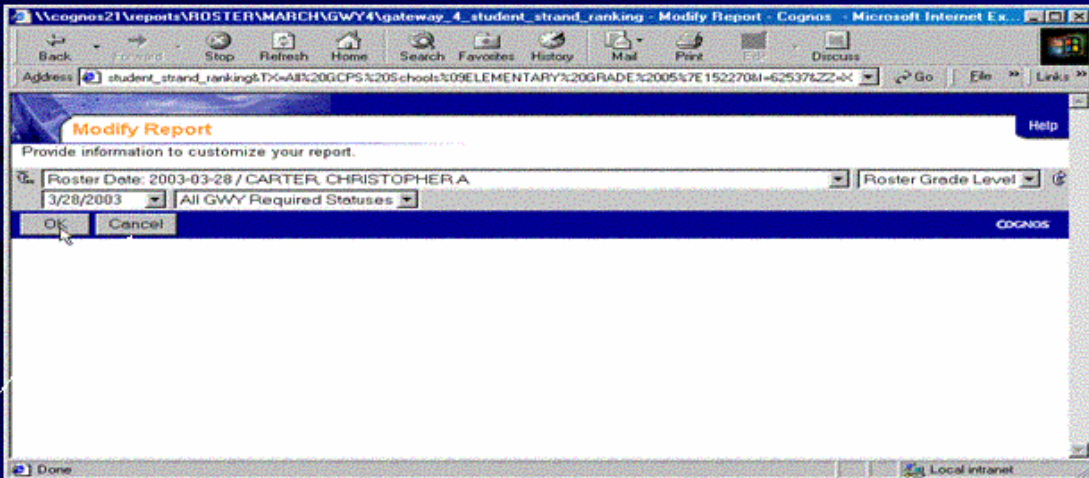 \\cognos21\reports\ROSTER\MARCH\GWY4\gateway_4_student_strand_ranking - Modify Report - Cognos - Microsoft Internet Ex...
Back Forward Stop Refresh Home Search Favorites History Mail Print Edit Discuss
Address student_strand_ranking&TX=All%20GCPS%20Schools%09ELEMENTARY%20GRADE%2005%7E152270&I=62537&ZZ=X Go File » Links »
Modify Report
Help
Provide information to customize your report.
Roster Date: 2003-03-28 / CARTER, CHRISTOPHER A Roster Grade Level
3/28/2003 All GWY Required Statuses
OK Cancel COGNOS
Done Local intranet